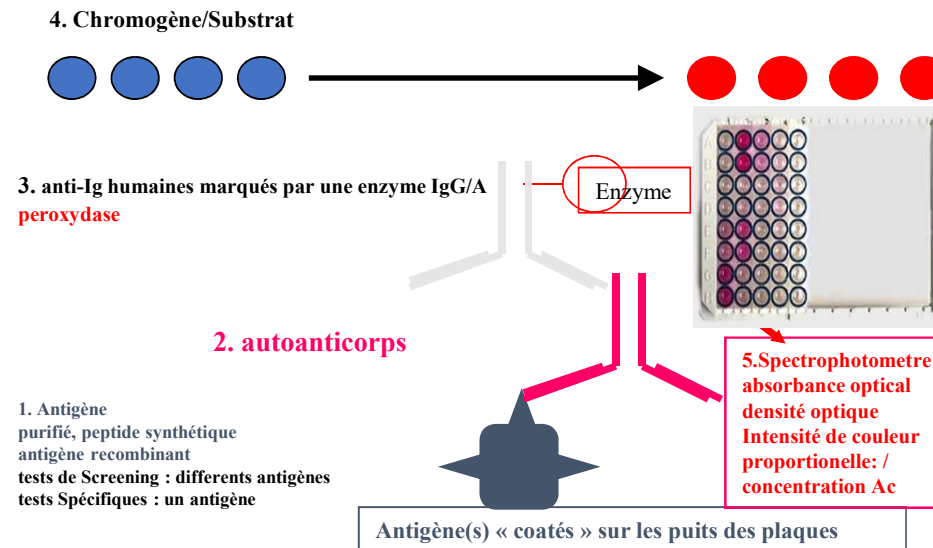 4. Chromogène/Substrat
3. anti-Ig humaines marqués par une enzyme IgG/A
peroxydase
Enzyme
2. autoanticorps
1. Antigène
purifié, peptide synthétique
antigène recombinant
tests de Screening : differents antigènes
tests Spécifiques : un antigène
5.Spectrophotometre
absorbance optical
densité optique
Intensité de couleur
proportionelle: /
concentration Ac
Antigène(s) « coatés » sur les puits des plaques